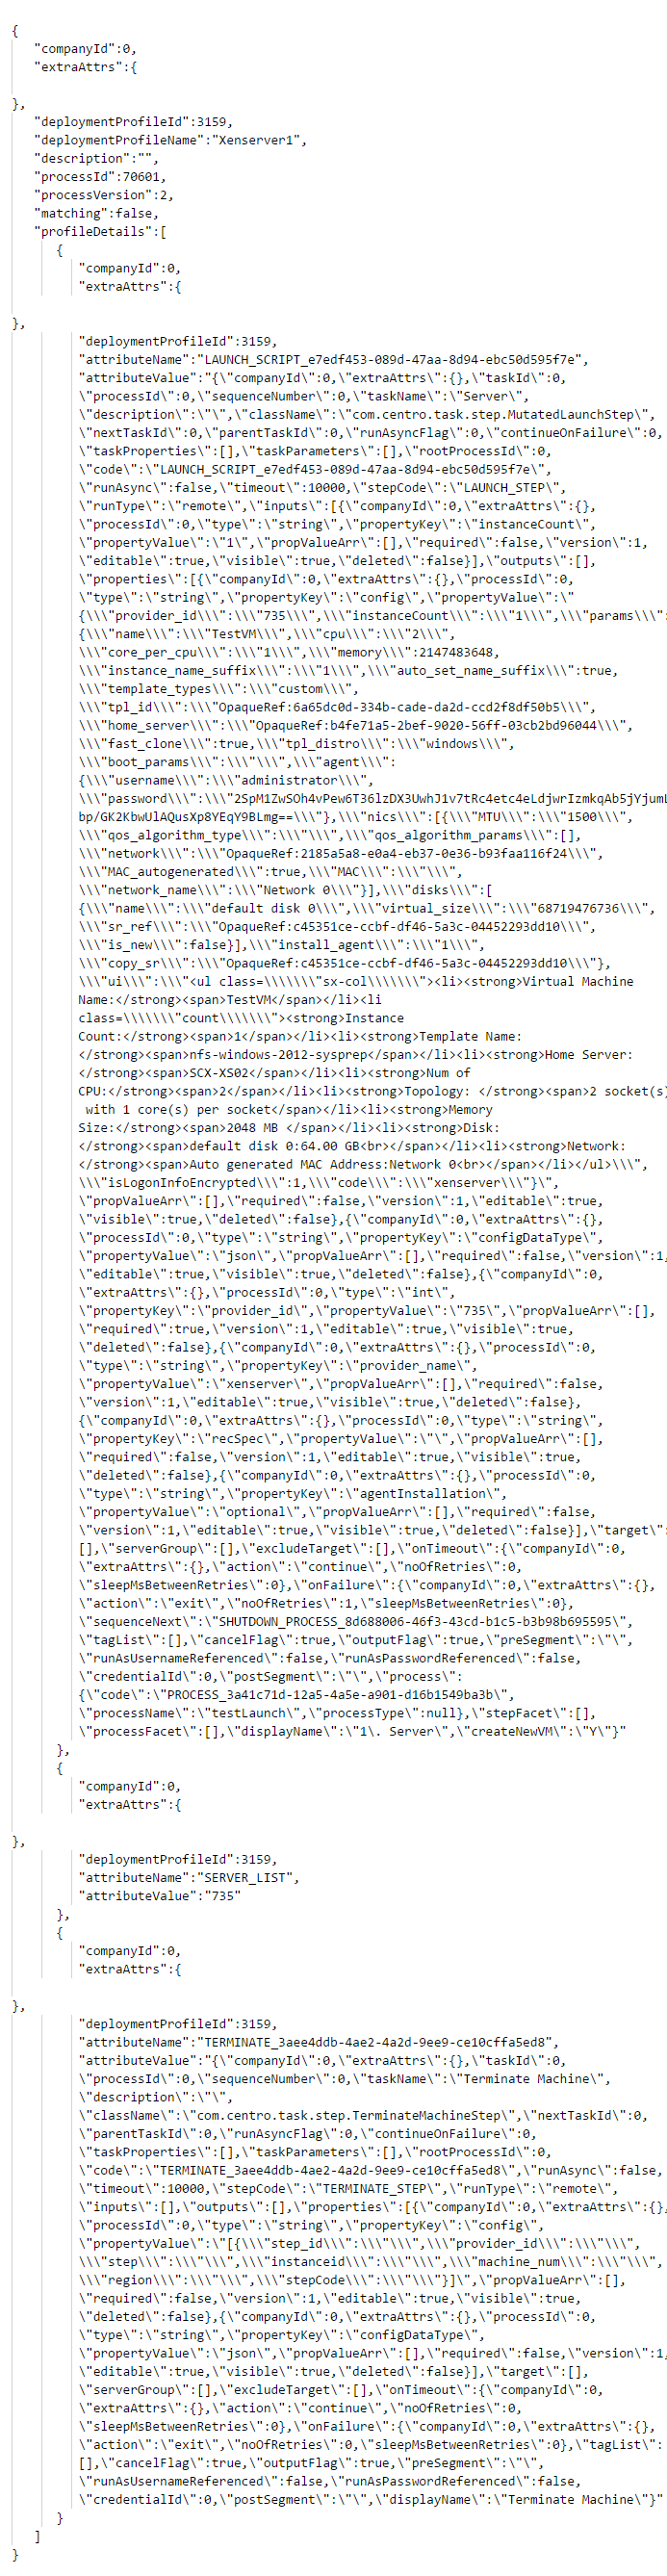 {
"companyId":0,
"extraAttrs":{
},
"deploymentProfileId":3159,
"deploymentProfileName":"Xenserver1",
"description":"",
"processId":70601,
"processVersion":2,
"matching":false,
"profileDetails":[
{
"companyId":0,
"extraAttrs":{
},
"deploymentProfileId":3159,
"attributeName":"LAUNCH_SCRIPT_e7edf453-089d-47aa-8d94-ebc50d595f7e",
"attributeValue":"{\"companyId\":0,\"extraAttrs\":{},\"taskId\":0,
\"processId\":0,\"sequenceNumber\":0,\"taskName\":\"Server\",
\"description\":\"\",\"className\":\"com.centro.task.step.MutatedLaunchStep\",
\"nextTaskId\":0,\"parentTaskId\":0,\"runAsyncFlag\":0,\"continueOnFailure\":0,
\"taskProperties\":[],\"taskParameters\":[],\"rootProcessId\":0,
\"code\":\"LAUNCH_SCRIPT_e7edf453-089d-47aa-8d94-ebc50d595f7e\",
\"runAsync\":false,\"timeout\":10000,\"stepCode\":\"LAUNCH_STEP\",
\"runType\":\"remote\",\"inputs\":[{\"companyId\":0,\"extraAttrs\":{},
\"processId\":0,\"type\":\"string\",\"propertyKey\":\"instanceCount\",
\"propertyValue\":\"1\",\"propValueArr\":[],\"required\":false,\"version\":1,
\"editable\":true,\"visible\":true,\"deleted\":false}],\"outputs\":[],
\"properties\":[{\"companyId\":0,\"extraAttrs\":{},\"processId\":0,
\"type\":\"string\",\"propertyKey\":\"config\",\"propertyValue\":\"
{\\\"provider_id\\\":\\\"735\\\",\\\"instanceCount\\\":\\\"1\\\",\\\"params\\\":
{\\\"name\\\":\\\"TestVM\\\",\\\"cpu\\\":\\\"2\\\",
\\\"core_per_cpu\\\":\\\"1\\\",\\\"memory\\\":2147483648,
\\\"instance_name_suffix\\\":\\\"1\\\",\\\"auto_set_name_suffix\\\":true,
\\\"template_types\\\":\\\"custom\\\",
\\\"tpl_id\\\":\\\"OpaqueRef:6a65dc0d-334b-cade-da2d-ccd2f8df50b5\\\",
\\\"home_server\\\":\\\"OpaqueRef:b4fe71a5-2bef-9020-56ff-03cb2bd96044\\\",
\\\"fast_clone\\\":true,\\\"tpl_distro\\\":\\\"windows\\\",
\\\"boot_params\\\":\\\"\\\",\\\"agent\\\":
{\\\"username\\\":\\\"administrator\\\",
\\\"password\\\":\\\"2SpM1ZwSOh4vPew6T36lzDX3UwhJ1v7tRc4etc4eLdjwrIzmkqAb5jYjumL
bp/GK2KbwUlAQusXp8YEqY9BLmg==\\\"},\\\"nics\\\":[{\\\"MTU\\\":\\\"1500\\\",
\\\"qos_algorithm_type\\\":\\\"\\\",\\\"qos_algorithm_params\\\":[],
\\\"network\\\":\\\"OpaqueRef:2185a5a8-e0a4-eb37-0e36-b93faa116f24\\\",
\\\"MAC_autogenerated\\\":true,\\\"MAC\\\":\\\"\\\",
\\\"network_name\\\":\\\"Network 0\\\"}],\\\"disks\\\":[
{\\\"name\\\":\\\"default disk 0\\\",\\\"virtual_size\\\":\\\"68719476736\\\",
\\\"sr_ref\\\":\\\"OpaqueRef:c45351ce-ccbf-df46-5a3c-04452293dd10\\\",
\\\"is_new\\\":false}],\\\"install_agent\\\":\\\"1\\\",
\\\"copy_sr\\\":\\\"OpaqueRef:c45351ce-ccbf-df46-5a3c-04452293dd10\\\"},
\\\"ui\\\":\\\"<ul class=\\\\\\\"sx-col\\\\\\\"><li><strong>Virtual Machine
Name:</strong><span>TestVM</span></li><li
class=\\\\\\\"count\\\\\\\"><strong>Instance
Count:</strong><span>1</span></li><li><strong>Template Name:
</strong><span>nfs-windows-2012-sysprep</span></li><li><strong>Home Server:
</strong><span>SCX-XS02</span></li><li><strong>Num of
CPU:</strong><span>2</span></li><li><strong>Topology: </strong><span>2 socket(s)
with 1 core(s) per socket</span></li><li><strong>Memory
Size:</strong><span>2048 MB </span></li><li><strong>Disk:
</strong><span>default disk 0:64.00 GB<br></span></li><li><strong>Network:
</strong><span>Auto generated MAC Address:Network 0<br></span></li></ul>\\\",
\\\"isLogonInfoEncrypted\\\":1,\\\"code\\\":\\\"xenserver\\\"}\",
\"propValueArr\":[],\"required\":false,\"version\":1,\"editable\":true,
\"visible\":true,\"deleted\":false},{\"companyId\":0,\"extraAttrs\":{},
\"processId\":0,\"type\":\"string\",\"propertyKey\":\"configDataType\",
\"propertyValue\":\"json\",\"propValueArr\":[],\"required\":false,\"version\":1,
\"editable\":true,\"visible\":true,\"deleted\":false},{\"companyId\":0,
\"extraAttrs\":{},\"processId\":0,\"type\":\"int\",
\"propertyKey\":\"provider_id\",\"propertyValue\":\"735\",\"propValueArr\":[],
\"required\":true,\"version\":1,\"editable\":true,\"visible\":true,
\"deleted\":false},{\"companyId\":0,\"extraAttrs\":{},\"processId\":0,
\"type\":\"string\",\"propertyKey\":\"provider_name\",
\"propertyValue\":\"xenserver\",\"propValueArr\":[],\"required\":false,
\"version\":1,\"editable\":true,\"visible\":true,\"deleted\":false},
{\"companyId\":0,\"extraAttrs\":{},\"processId\":0,\"type\":\"string\",
\"propertyKey\":\"recSpec\",\"propertyValue\":\"\",\"propValueArr\":[],
\"required\":false,\"version\":1,\"editable\":true,\"visible\":true,
\"deleted\":false},{\"companyId\":0,\"extraAttrs\":{},\"processId\":0,
\"type\":\"string\",\"propertyKey\":\"agentInstallation\",
\"propertyValue\":\"optional\",\"propValueArr\":[],\"required\":false,
\"version\":1,\"editable\":true,\"visible\":true,\"deleted\":false}],\"target\":
[],\"serverGroup\":[],\"excludeTarget\":[],\"onTimeout\":{\"companyId\":0,
\"extraAttrs\":{},\"action\":\"continue\",\"noOfRetries\":0,
\"sleepMsBetweenRetries\":0},\"onFailure\":{\"companyId\":0,\"extraAttrs\":{},
\"action\":\"exit\",\"noOfRetries\":1,\"sleepMsBetweenRetries\":0},
\"sequenceNext\":\"SHUTDOWN_PROCESS_8d688006-46f3-43cd-b1c5-b3b98b695595\",
\"tagList\":[],\"cancelFlag\":true,\"outputFlag\":true,\"preSegment\":\"\",
\"runAsUsernameReferenced\":false,\"runAsPasswordReferenced\":false,
\"credentialId\":0,\"postSegment\":\"\",\"process\":
{\"code\":\"PROCESS_3a41c71d-12a5-4a5e-a901-d16b1549ba3b\",
\"processName\":\"testLaunch\",\"processType\":null},\"stepFacet\":[],
\"processFacet\":[],\"displayName\":\"1\. Server\",\"createNewVM\":\"Y\"}"
},
{
"companyId":0,
"extraAttrs":{
},
"deploymentProfileId":3159,
"attributeName":"SERVER_LIST",
"attributeValue":"735"
},
{
"companyId":0,
"extraAttrs":{
},
"deploymentProfileId":3159,
"attributeName":"TERMINATE_3aee4ddb-4ae2-4a2d-9ee9-ce10cffa5ed8",
"attributeValue":"{\"companyId\":0,\"extraAttrs\":{},\"taskId\":0,
\"processId\":0,\"sequenceNumber\":0,\"taskName\":\"Terminate Machine\",
\"description\":\"\",
\"className\":\"com.centro.task.step.TerminateMachineStep\",\"nextTaskId\":0,
\"parentTaskId\":0,\"runAsyncFlag\":0,\"continueOnFailure\":0,
\"taskProperties\":[],\"taskParameters\":[],\"rootProcessId\":0,
\"code\":\"TERMINATE_3aee4ddb-4ae2-4a2d-9ee9-ce10cffa5ed8\",\"runAsync\":false,
\"timeout\":10000,\"stepCode\":\"TERMINATE_STEP\",\"runType\":\"remote\",
\"inputs\":[],\"outputs\":[],\"properties\":[{\"companyId\":0,\"extraAttrs\":{},
\"processId\":0,\"type\":\"string\",\"propertyKey\":\"config\",
\"propertyValue\":\"[{\\\"step_id\\\":\\\"\\\",\\\"provider_id\\\":\\\"\\\",
\\\"step\\\":\\\"\\\",\\\"instanceid\\\":\\\"\\\",\\\"machine_num\\\":\\\"\\\",
\\\"region\\\":\\\"\\\",\\\"stepCode\\\":\\\"\\\"}]\",\"propValueArr\":[],
\"required\":false,\"version\":1,\"editable\":true,\"visible\":true,
\"deleted\":false},{\"companyId\":0,\"extraAttrs\":{},\"processId\":0,
\"type\":\"string\",\"propertyKey\":\"configDataType\",
\"propertyValue\":\"json\",\"propValueArr\":[],\"required\":false,\"version\":1,
\"editable\":true,\"visible\":true,\"deleted\":false}],\"target\":[],
\"serverGroup\":[],\"excludeTarget\":[],\"onTimeout\":{\"companyId\":0,
\"extraAttrs\":{},\"action\":\"continue\",\"noOfRetries\":0,
\"sleepMsBetweenRetries\":0},\"onFailure\":{\"companyId\":0,\"extraAttrs\":{},
\"action\":\"exit\",\"noOfRetries\":0,\"sleepMsBetweenRetries\":0},\"tagList\":
[],\"cancelFlag\":true,\"outputFlag\":true,\"preSegment\":\"\",
\"runAsUsernameReferenced\":false,\"runAsPasswordReferenced\":false,
\"credentialId\":0,\"postSegment\":\"\",\"displayName\":\"Terminate Machine\"}"
}
]
}